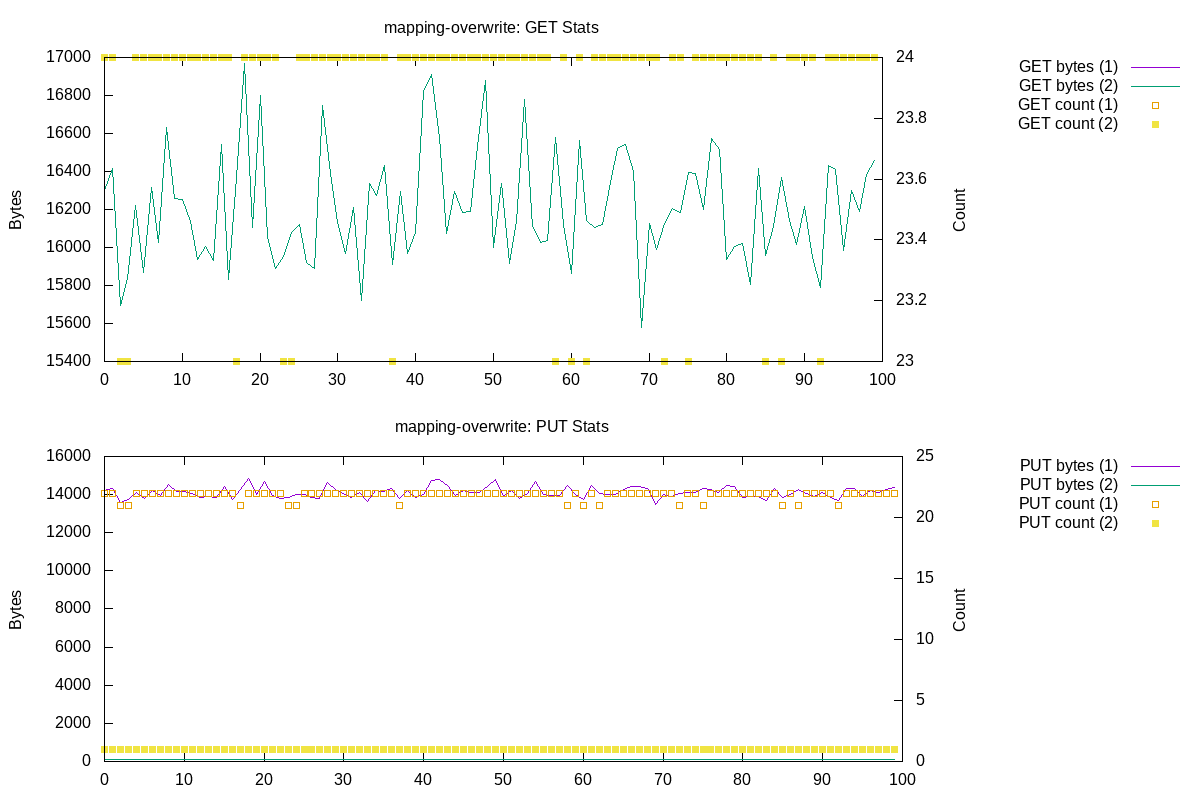 mapping-overwrite: GET Stats
17000
16800
16600
16400
16200
16000
15800
15600
15400
Bytes
0 10 20 30 40 50 60 70 80 90 100
24
23.8
23.6
23.4
23.2
23
Count
GET bytes (1)
GET bytes (2)
GET count (1)
GET count (2)
mapping-overwrite: PUT Stats
16000
14000
12000
10000
8000
6000
4000
2000
0
Bytes
0 10 20 30 40 50 60 70 80 90 100
25
20
15
10
5
0
Count
PUT bytes (1)
PUT bytes (2)
PUT count (1)
PUT count (2)